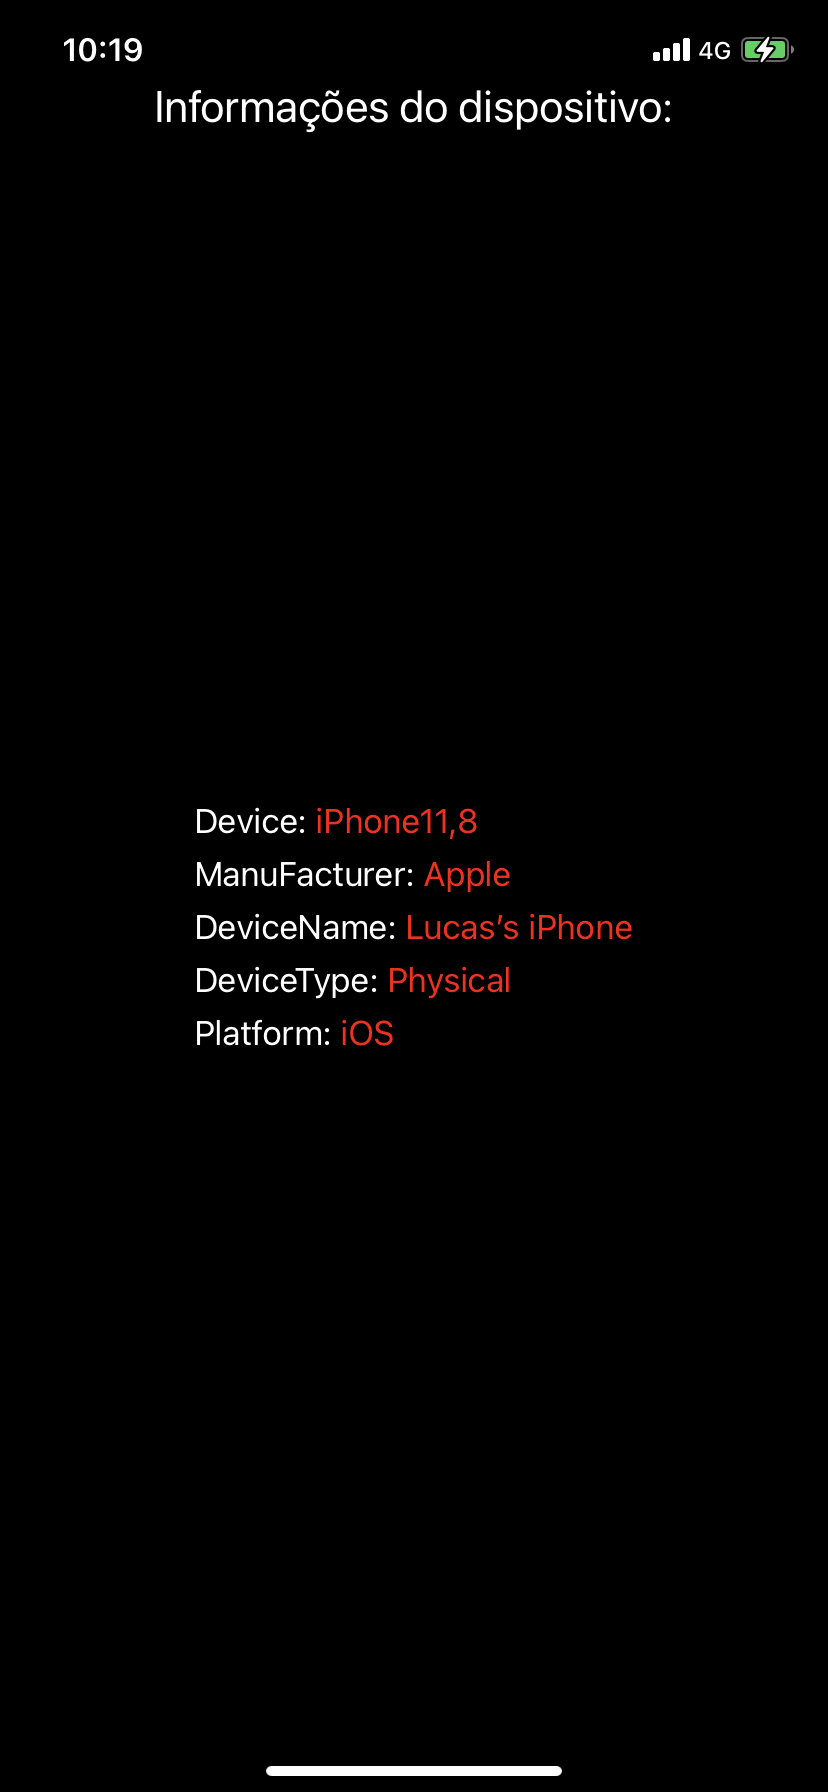 10:19 4G
Informações do dispositivo:
Device: iPhone11,8
ManuFacturer: Apple
DeviceName: Lucas’s iPhone
DeviceType: Physical
Platform: iOS